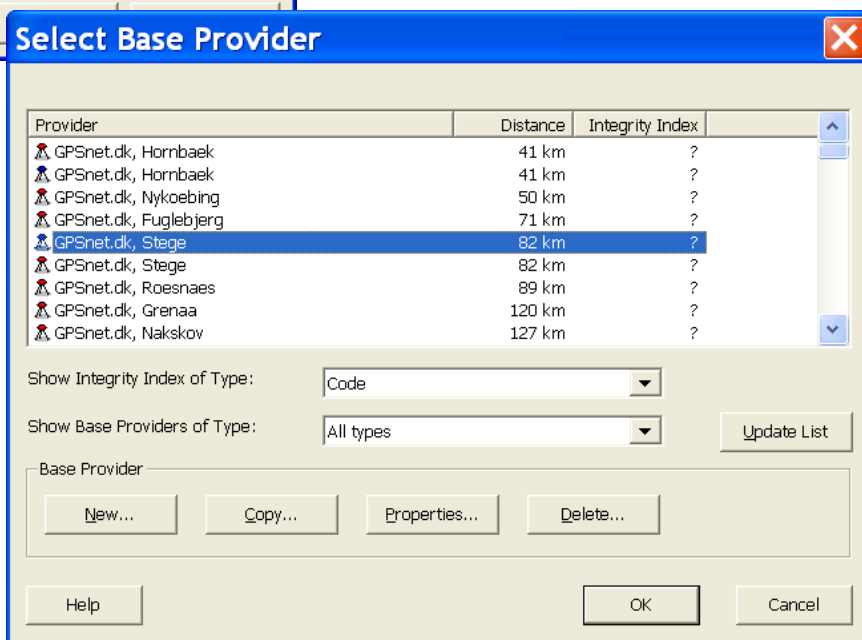 Select Base Provider
Provider Distance Integrity Index
GPSnet.dk, Hornbaek 41 km ?
GPSnet.dk, Hornbaek 41 km ?
GPSnet.dk, Nykoebing 50 km ?
GPSnet.dk, Fuglebjerg 71 km ?
GPSnet.dk, Stege 82 km ?
GPSnet.dk, Stege 82 km ?
GPSnet.dk, Roesnaes 89 km ?
GPSnet.dk, Grenaa 120 km ?
GPSnet.dk, Nakskov 127 km ?
Show Integrity Index of Type: Code
Show Base Providers of Type: All types Update List
Base Provider
New... Copy... Properties... Delete...
Help OK Cancel